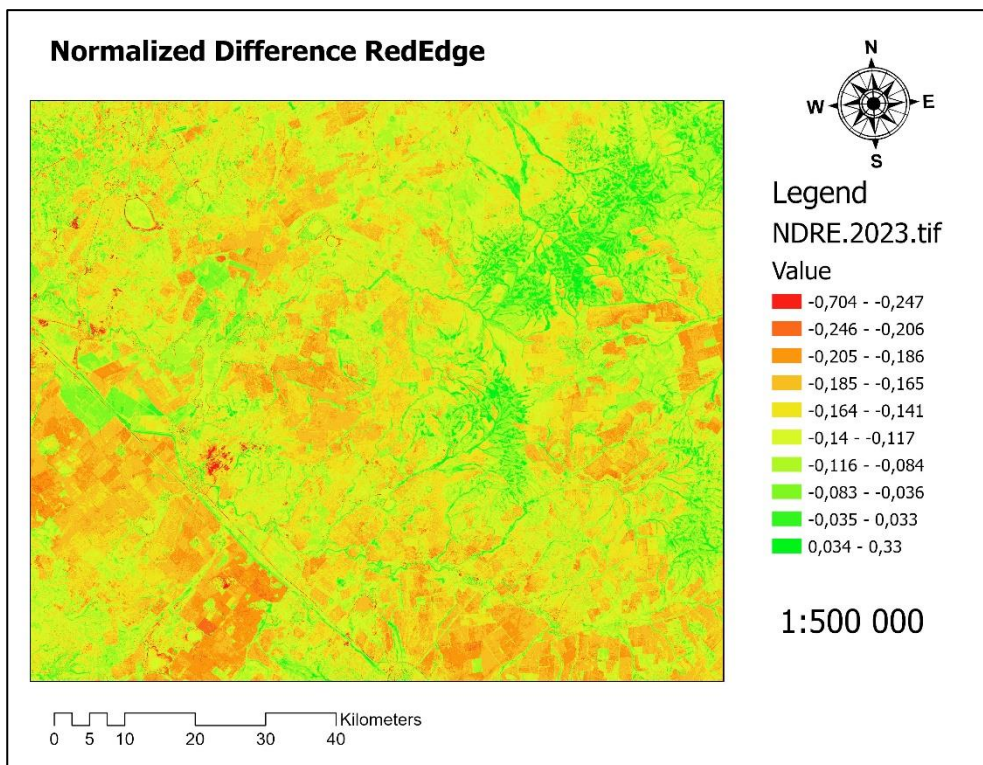 Normalized Difference RedEdge
N
W E
S
Legend
NDRE.2023.tif
Value
-0,704 - -0,247
-0,246 - -0,206
-0,205 - -0,186
-0,185 - -0,165
-0,164 - -0,141
-0,14 - -0,117
-0,116 - -0,084
-0,083 - -0,036
-0,035 - 0,033
0,034 - 0,33
1:500 000
Kilometers
0 5 10 20 30 40